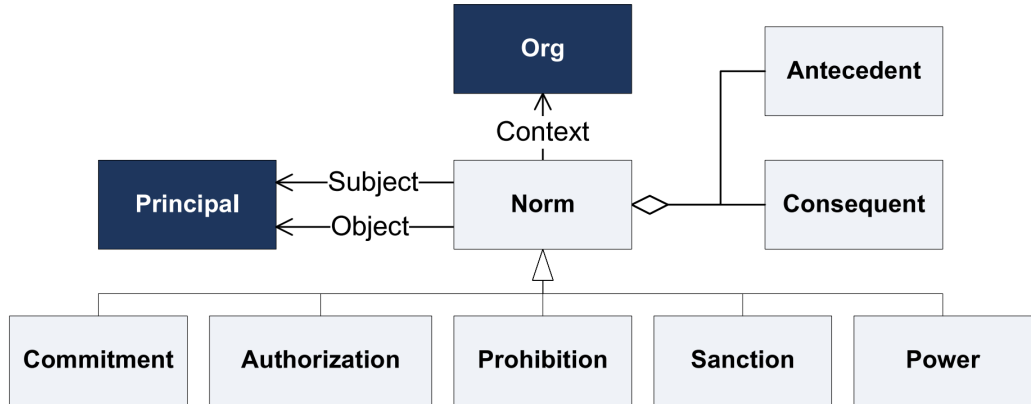 Org
Antecedent
Context
Principal
Subject
Object
Norm
Consequent
Commitment
Authorization
Prohibition
Sanction
Power